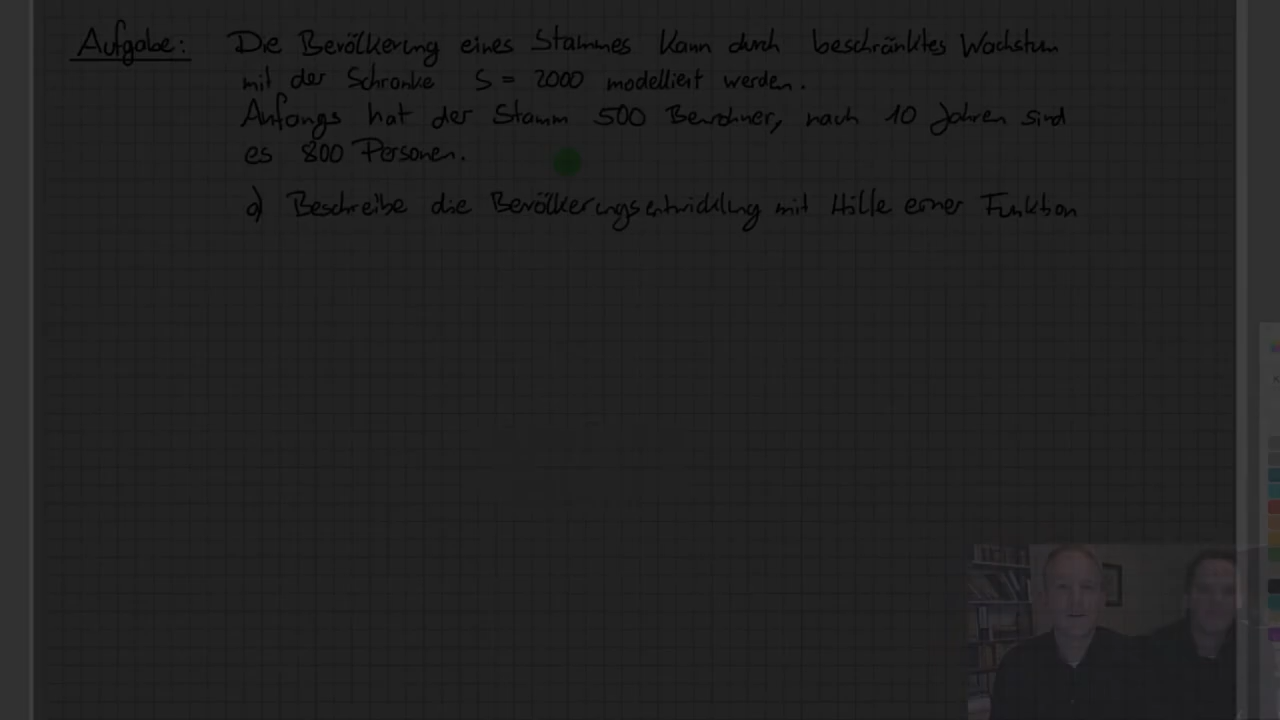 Aufgabe: Die Bevölkerung eines Stammes kann durch beschränktes Wachstum
mit der Schranke S = 2000 modelliert werden.
Anfangs hat der Stamm 500 Bewohner, nach 10 Jahren sind
es 800 Personen.
a) Beschreibe die Bevölkerungsentwicklung mit Hilfe einer Funktion